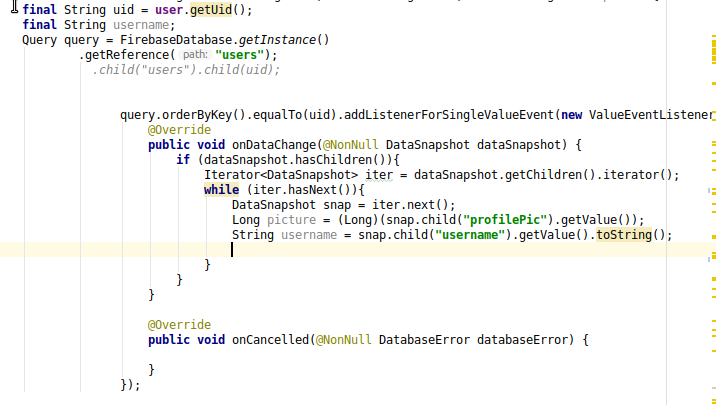 final String uid = user.getUid();
final String username;
Query query = FirebaseDatabase.getInstance()
.getReference( path: "users");
.child("users").child(uid);
query.orderByKey().equalTo(uid).addListenerForSingleValueEvent(new ValueEventListener
@Override
public void onDataChange(@NonNull DataSnapshot dataSnapshot) {
if (dataSnapshot.hasChildren()){
Iterator<DataSnapshot> iter = dataSnapshot.getChildren().iterator();
while (iter.hasNext()){
DataSnapshot snap = iter.next();
Long picture = (Long)(snap.child("profilePic").getValue());
String username = snap.child("username").getValue().toString();
}
}
}
@Override
public void onCancelled(@NonNull DatabaseError databaseError) {
}
});